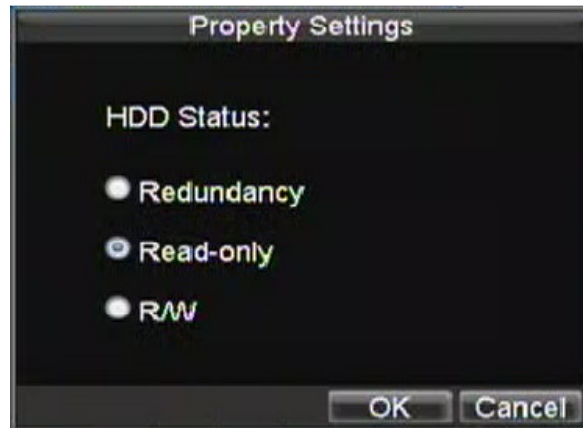 Property Settings
HDD Status:
Redundancy
Read-only
R/W
OK Cancel